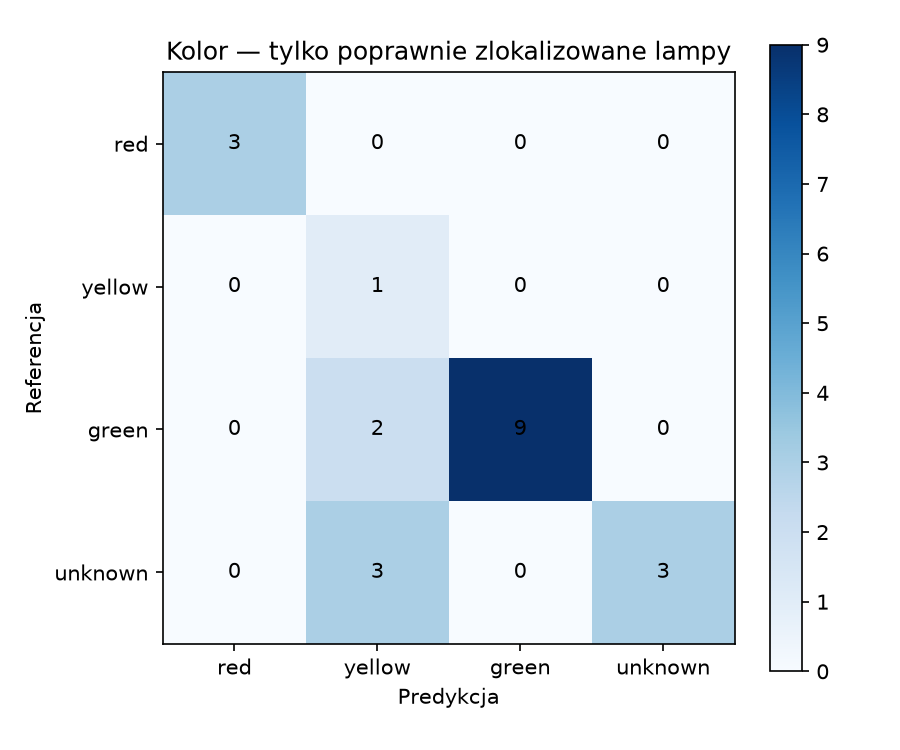 Kolor — tylko poprawnie zlokalizowane lampy
Referencja
red 3 0 0 0
yellow 0 1 0 0
green 0 2 9 0
unknown 0 3 0 3
red yellow green unknown
Predykcja
9
8
7
6
5
4
3
2
1
0